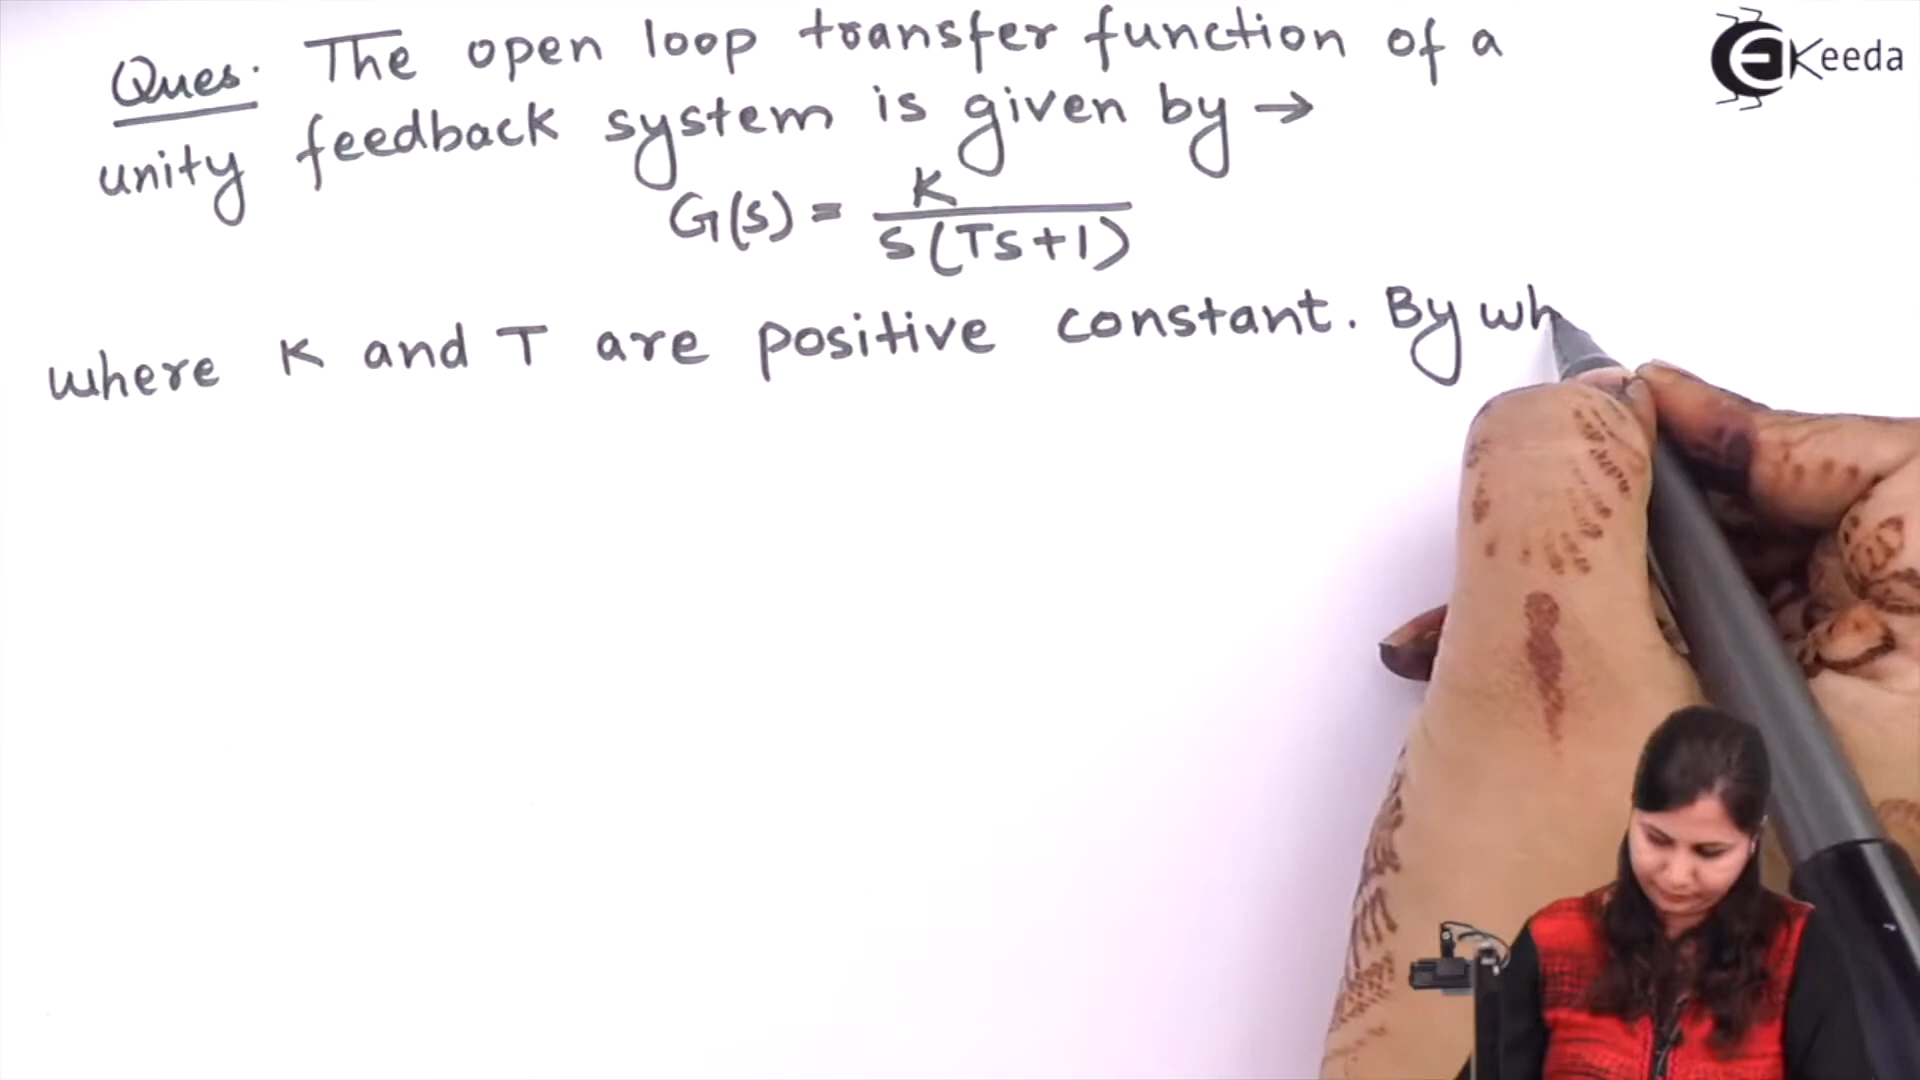 Ques. The open loop transfer function of a
unity feedback system is given by →
G(s) = K / s(Ts+1)
where K and T are positive constant. By wh
EKeeda